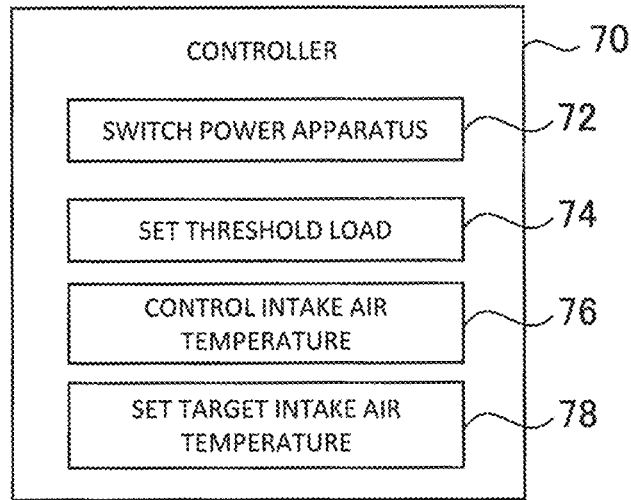 CONTROLLER
70
SWITCH POWER APPARATUS
72
SET THRESHOLD LOAD
74
CONTROL INTAKE AIR
TEMPERATURE
76
SET TARGET INTAKE AIR
TEMPERATURE
78